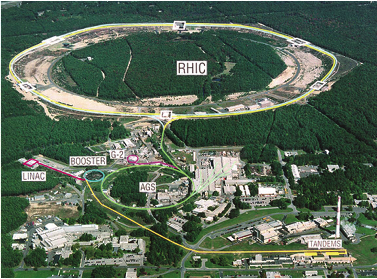 RHIC
G-2
BOOSTER
LINAC
AGS
TANDEMS